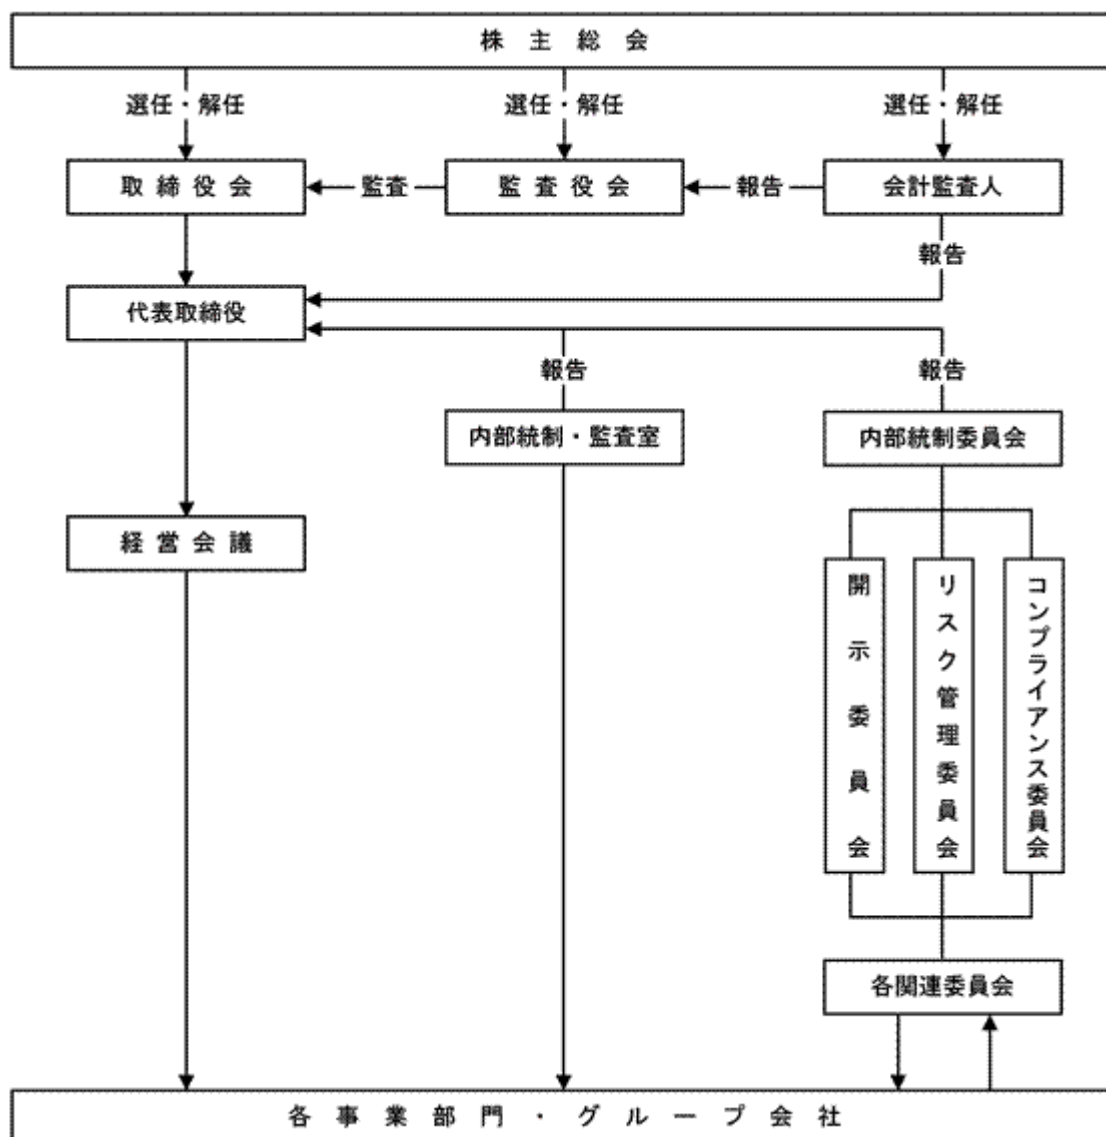 株主総会
選任・解任
選任・解任
選任・解任
取締役会
監査
監査役会
報告
会計監査人
報告
代表取締役
報告
報告
内部統制・監査室
内部統制委員会
経営会議
開示委員会
リスク管理委員会
コンプライアンス委員会
各関連委員会
各事業部門・グループ会社